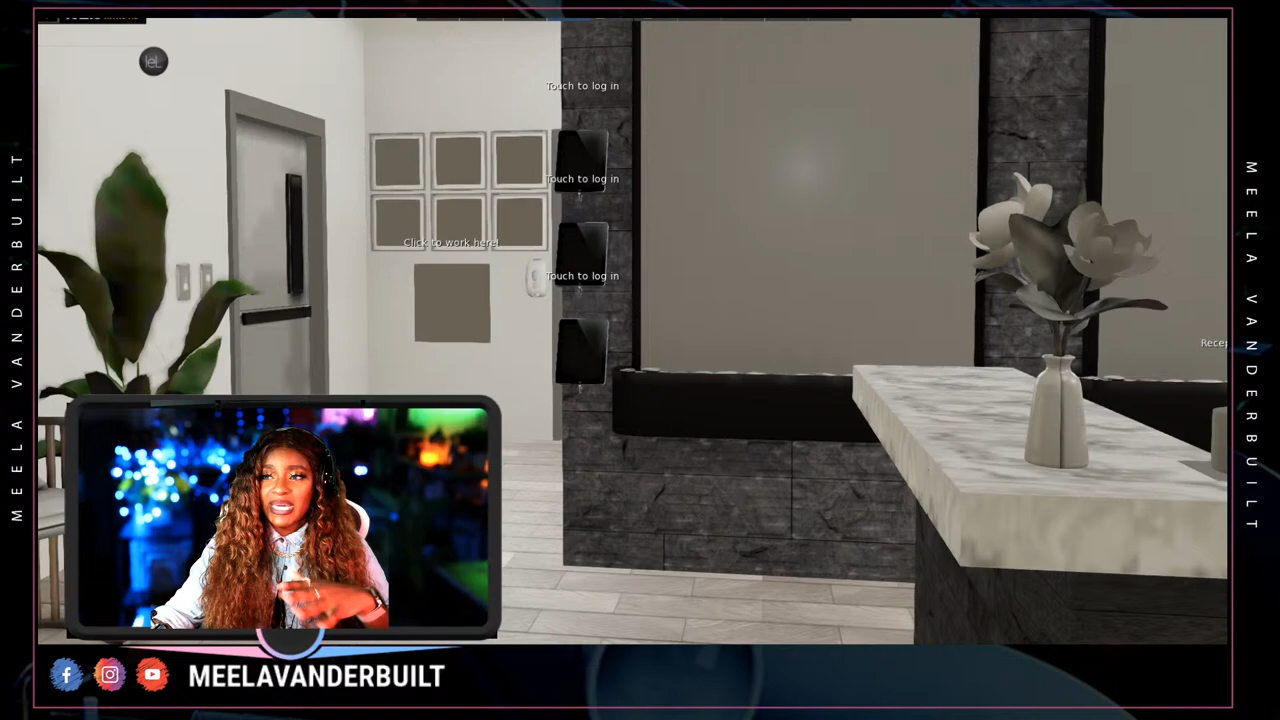 Touch to log in
Touch to log in
Click to work here!
Touch to log in
Recep
MEELA VANDERBUILT
MEELA VANDERBUILT
MEELAVANDERBUILT